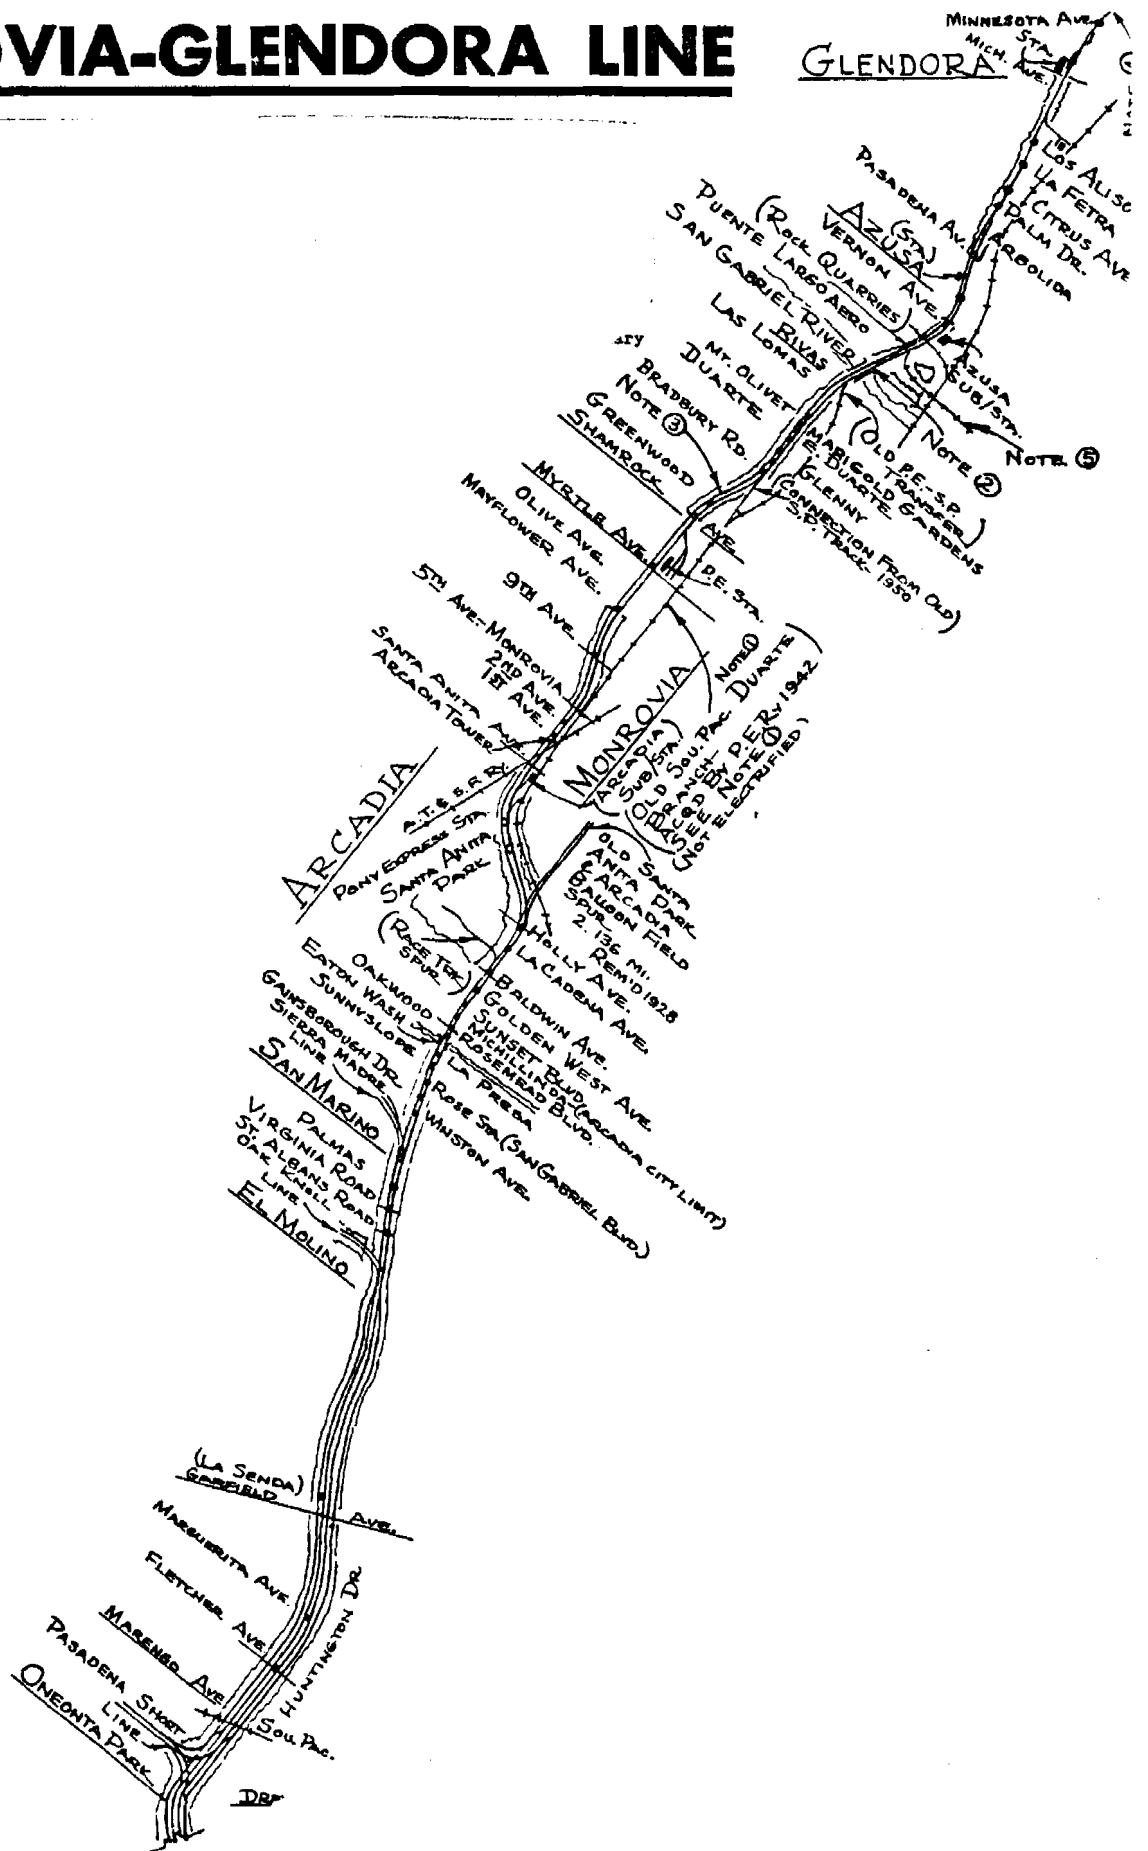 OVIA-GLENDORA LINE
GLENDORA
MINNESOTA AVE.
STA.
MICH. AVE.
LOS ALISO
LA FETRA
CITRUS AVE
PALM DR.
ARBOLIDA
PASADENA AV.
(STA)
AZUSA
VERNON AVE.
(ROCK QUARRIES)
PUENTE LARGO AERO
SAN GABRIEL RIVER
RIVAS
LAS LOMAS
AZUSA
SUB/STA.
NOTE ⑤
NOTE ②
(OLD P.E.-S.P.
TRANSFER)
MARIGOLD GARDENS
E. DUARTE
GLENNY
(CONNECTION FROM OLD
S.P. TRACK-1950)
MT. OLIVET
DUARTE
BRADBURY RD.
NOTE ③
GREENWOOD
SHAMROCK
AVE.
MYRTLE AVE.
OLIVE AVE.
MAYFLOWER AVE.
P.E. STA.
9TH AVE.
5TH AVE.-MONROVIA
2ND AVE.
1ST AVE.
SANTA ANITA AVE.
ARCADIA TOWER
MONROVIA
(ARCADIA
SUB/STA.)
NOTE ①
OLD SOU. PAC. DUARTE
BRANCH-
BY P.E. RY 1942
NOTE ①
NOT ELECTRIFIED)
ARCADIA
A.T. & S.F. RY.
PONY EXPRESS STA.
SANTA ANITA
PARK
(RACE TRK
SPUR)
OLD SANTA
ANITA PARK
& ARCADIA
BALLOON FIELD
SPUR
2.136 MI.
REM'D 1928
HOLLY AVE.
LA CADENA AVE.
BALDWIN AVE.
GOLDEN WEST AVE.
SUNSET BLVD.
MICHILLINDA (ARCADIA CITY LIMIT)
ROSEMEAD BLVD.
LA PRESA
ROSE STA (SAN GABRIEL BLVD.)
WINSTON AVE.
OAKWOOD
EATON WASH
SUNNYSLOPE
GAINSBOROUGH DR.
SIERRA MADRE
LINE
SAN MARINO
PALMAS
VIRGINIA ROAD
ST. ALBANS ROAD
OAK KNOLL
LINE
EL MOLINO
(LA SENDA)
GARFIELD
AVE.
MARGUERITA AVE.
FLETCHER AVE.
HUNTINGTON DR
MARENGO AVE.
PASADENA SHORT
LINE
ONEONTA PARK
SOU. PAC.